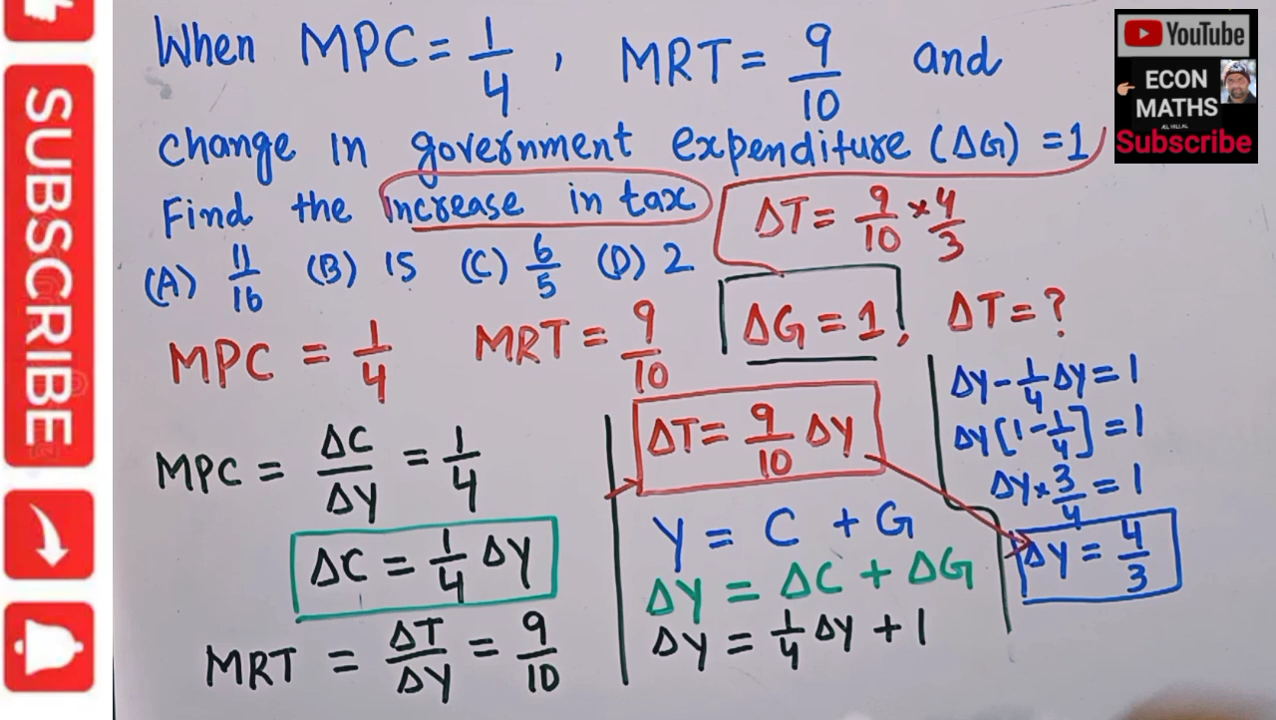 When MPC = 1/4 , MRT = 9/10 and
change in government expenditure (ΔG) = 1
Find the increase in tax
(A) 11/16 (B) 15 (C) 6/5 (D) 2
ΔT = 9/10 × 4/3
MPC = 1/4 MRT = 9/10 ΔG = 1, ΔT = ?
MPC = ΔC/ΔY = 1/4
ΔC = 1/4 ΔY
MRT = ΔT/ΔY = 9/10
ΔT = 9/10 ΔY
Y = C + G
ΔY = ΔC + ΔG
ΔY = 1/4 ΔY + 1
ΔY - 1/4 ΔY = 1
ΔY [1 - 1/4] = 1
ΔY × 3/4 = 1
ΔY = 4/3
SUBSCRIBE
YouTube
ECON
MATHS
AL HILLAL
Subscribe